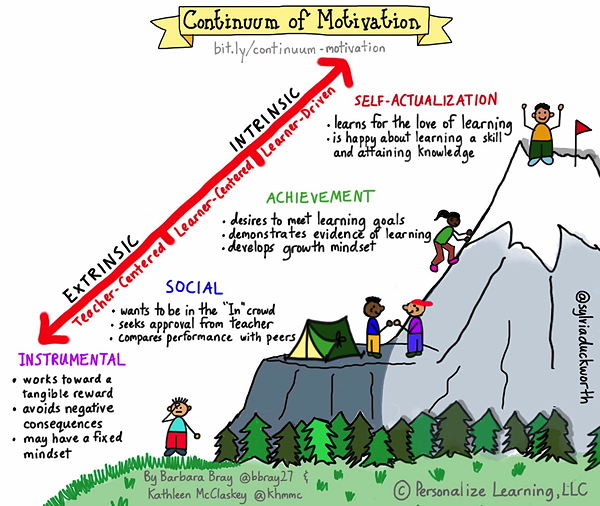 Continuum of Motivation
bit.ly/continuum-motivation
EXTRINSIC
INTRINSIC
Teacher-Centered
Learner-Centered
Learner-Driven
SELF-ACTUALIZATION
• learns for the love of learning
• is happy about learning a skill
and attaining knowledge
ACHIEVEMENT
• desires to meet learning goals
• demonstrates evidence of learning
• develops growth mindset
SOCIAL
• wants to be in the "In" crowd
• seeks approval from teacher
• compares performance with peers
INSTRUMENTAL
• works toward a
tangible reward
• avoids negative
consequences
• may have a fixed
mindset
@sylviaduckworth
By Barbara Bray @bbray27 &
Kathleen McClaskey @khmmc
© Personalize Learning, LLC